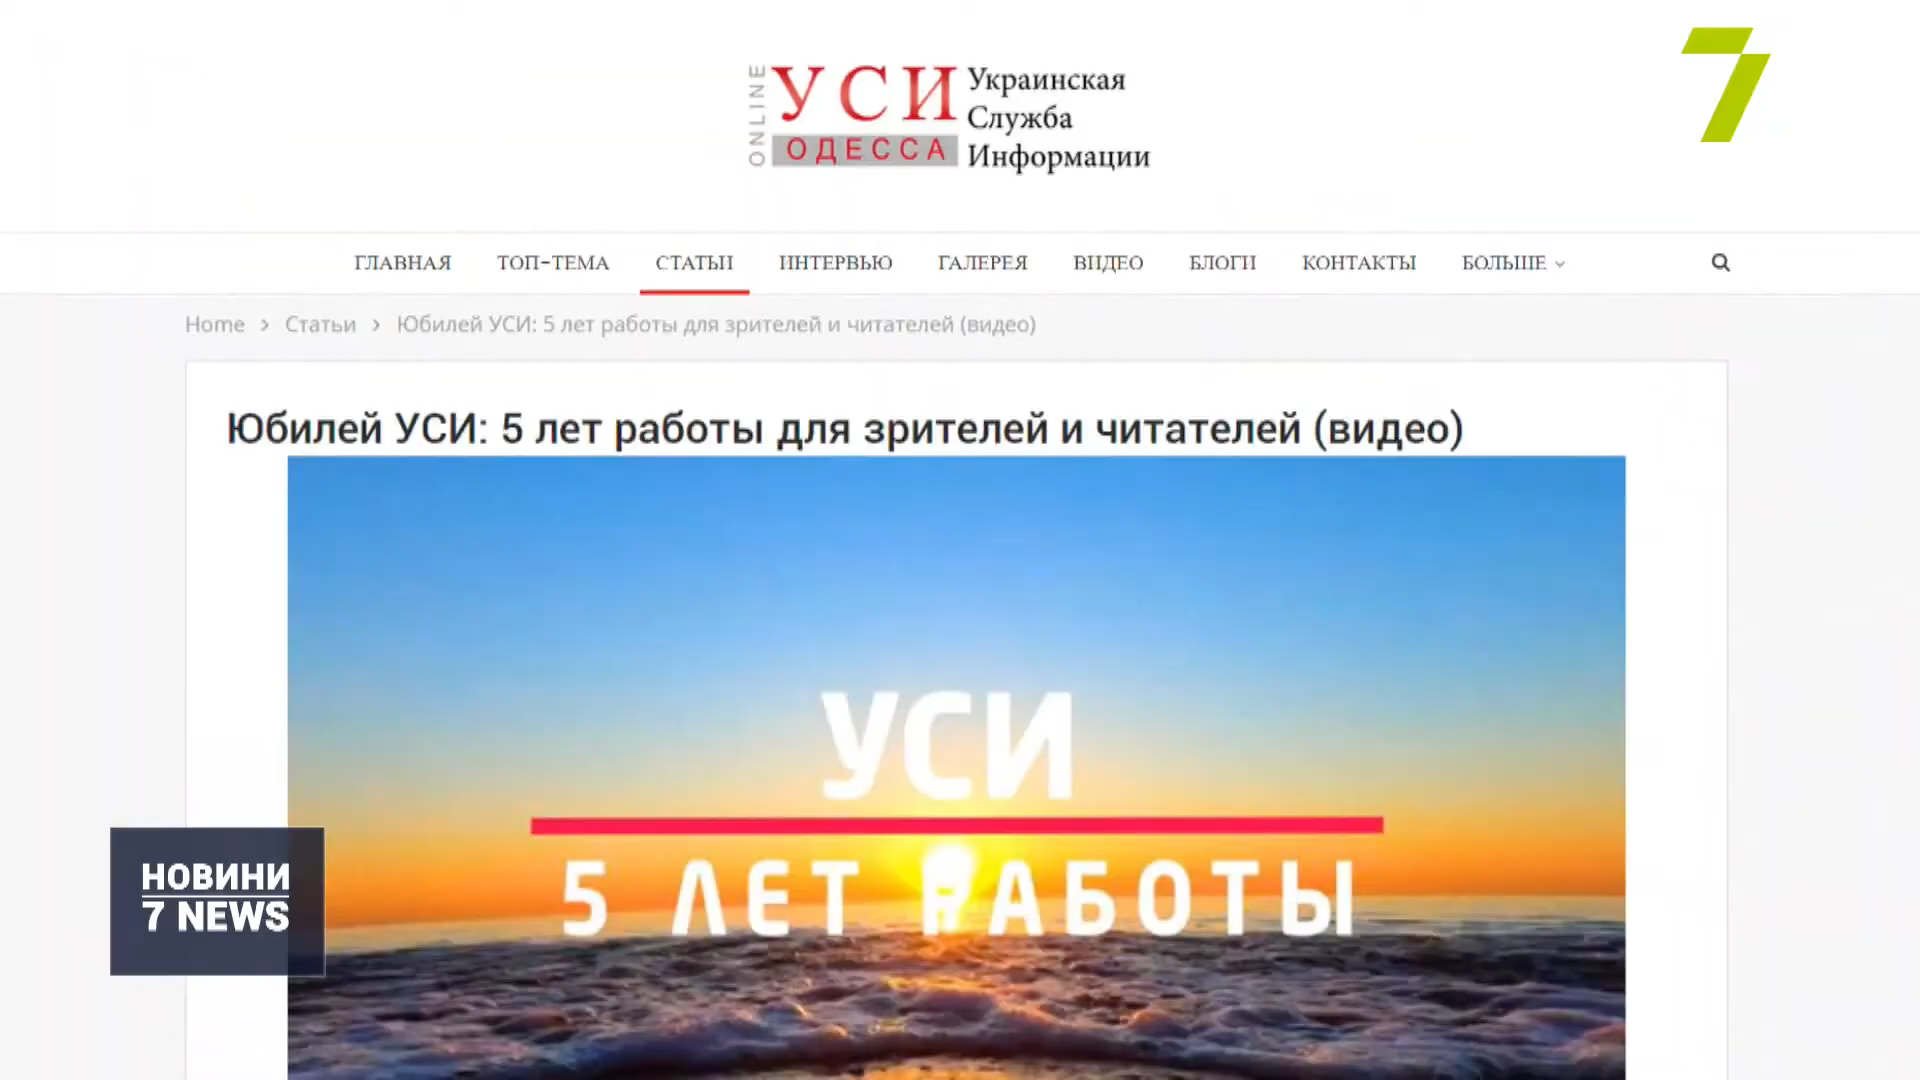 ONLINE
УСИ
ОДЕССА
Украинская
Служба
Информации
7
ГЛАВНАЯ ТОП-ТЕМА СТАТЬИ ИНТЕРВЬЮ ГАЛЕРЕЯ ВИДЕО БЛОГИ КОНТАКТЫ БОЛЬШЕ
Home > Статьи > Юбилей УСИ: 5 лет работы для зрителей и читателей (видео)
Юбилей УСИ: 5 лет работы для зрителей и читателей (видео)
УСИ
5 ЛЕТ РАБОТЫ
НОВИНИ
7 NEWS